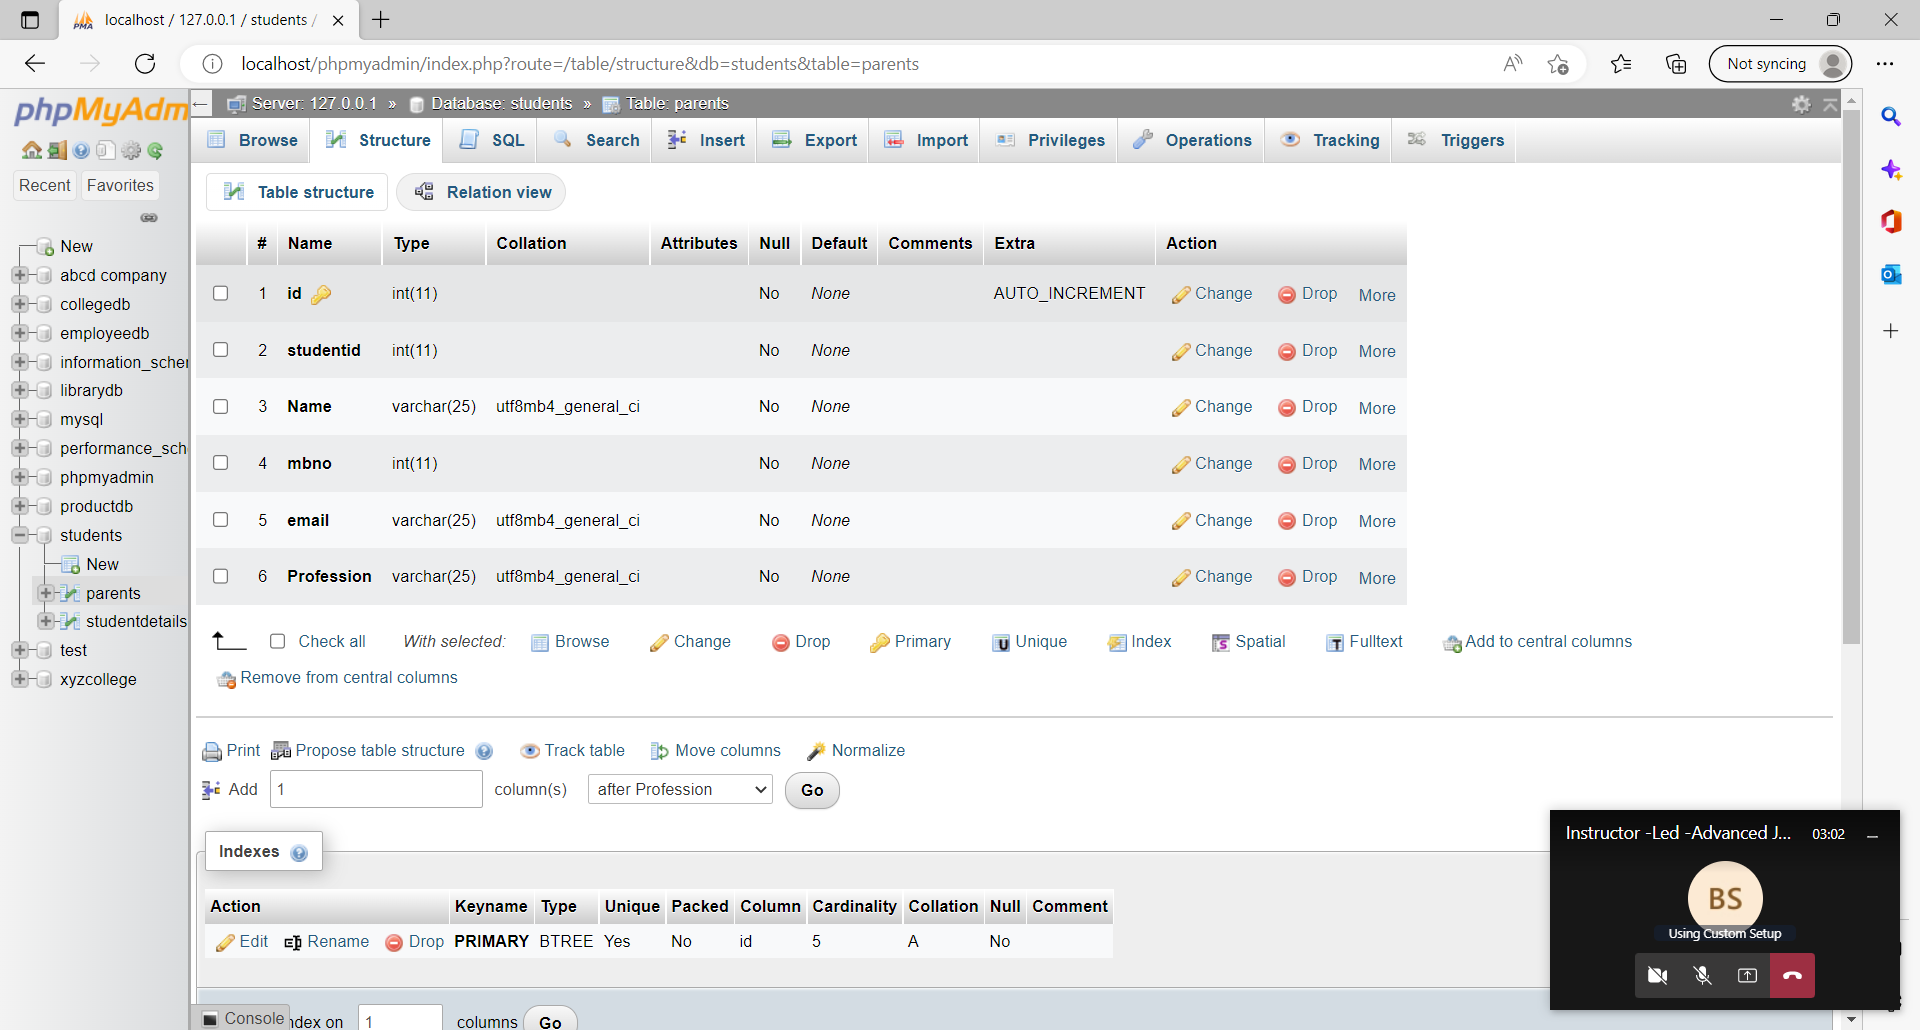 localhost / 127.0.0.1 / students /
localhost/phpmyadmin/index.php?route=/table/structure&db=students&table=parents
Not syncing
phpMyAdm
Server: 127.0.0.1 » Database: students » Table: parents
Browse Structure SQL Search Insert Export Import Privileges Operations Tracking Triggers
Recent Favorites
New
abcd company
collegedb
employeedb
information_scher
librarydb
mysql
performance_sch
phpmyadmin
productdb
students
New
parents
studentdetails
test
xyzcollege
Table structure Relation view
# Name Type Collation Attributes Null Default Comments Extra Action
1 id int(11) No None AUTO_INCREMENT Change Drop More
2 studentid int(11) No None Change Drop More
3 Name varchar(25) utf8mb4_general_ci No None Change Drop More
4 mbno int(11) No None Change Drop More
5 email varchar(25) utf8mb4_general_ci No None Change Drop More
6 Profession varchar(25) utf8mb4_general_ci No None Change Drop More
Check all With selected: Browse Change Drop Primary Unique Index Spatial Fulltext Add to central columns
Remove from central columns
Print Propose table structure Track table Move columns Normalize
Add 1 column(s) after Profession Go
Indexes
Action Keyname Type Unique Packed Column Cardinality Collation Null Comment
Edit Rename Drop PRIMARY BTREE Yes No id 5 A No
Console ndex on 1 columns Go
Instructor -Led -Advanced J... 03:02
BS
Using Custom Setup